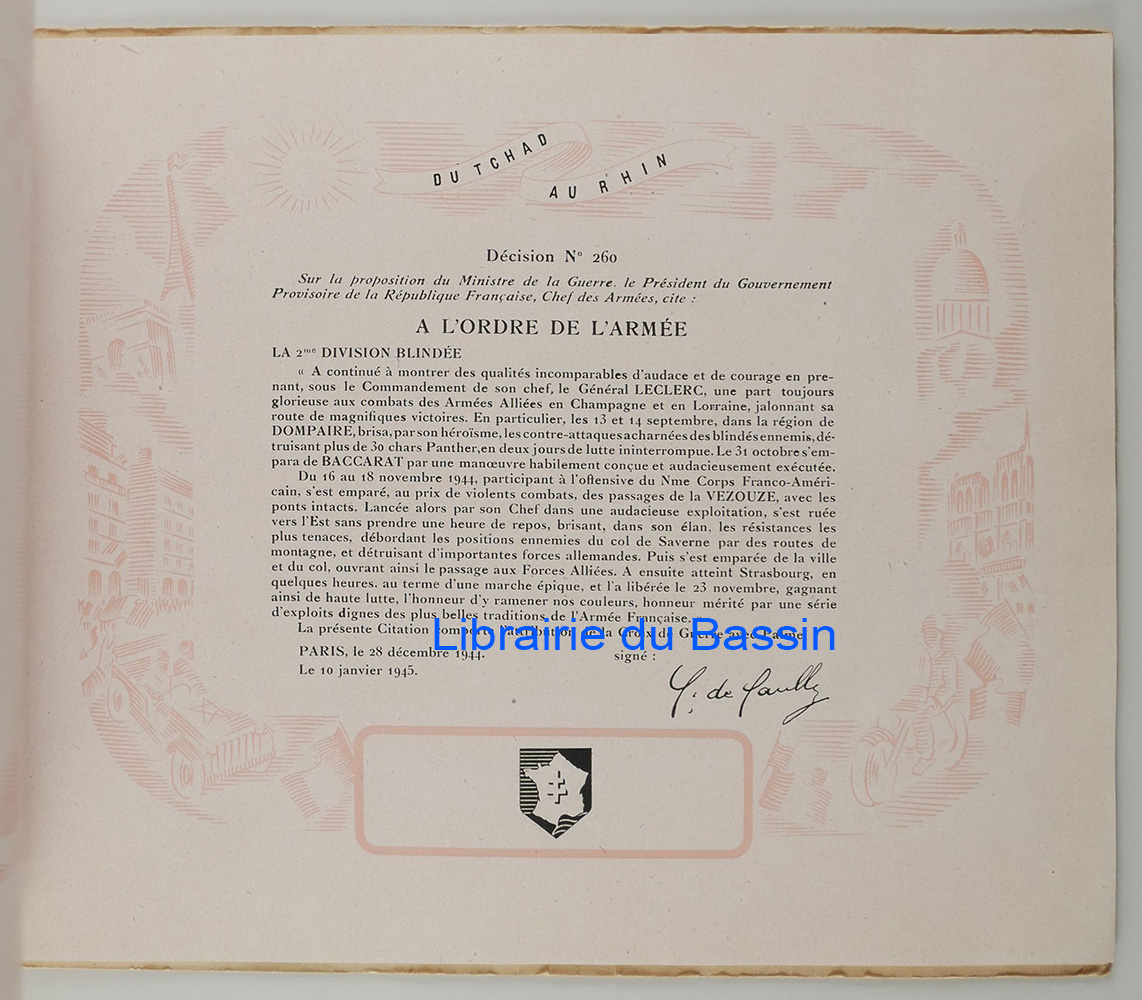 DU TCHAD
AU RHIN
Décision N° 260
Sur la proposition du Ministre de la Guerre, le Président du Gouvernement
Provisoire de la République Française, Chef des Armées, cite :
A L'ORDRE DE L'ARMÉE
LA 2me DIVISION BLINDÉE
« A continué à montrer des qualités incomparables d'audace et de courage en pre-
nant, sous le Commandement de son chef, le Général LECLERC, une part toujours
glorieuse aux combats des Armées Alliées en Champagne et en Lorraine, jalonnant sa
route de magnifiques victoires. En particulier, les 13 et 14 septembre, dans la région de
DOMPAIRE, brisa, par son héroïsme, les contre-attaques acharnées des blindés ennemis, dé-
truisant plus de 30 chars Panther, en deux jours de lutte ininterrompue. Le 31 octobre s'em-
para de BACCARAT par une manœuvre habilement conçue et audacieusement exécutée.
Du 16 au 18 novembre 1944, participant à l'offensive du Nme Corps Franco-Améri-
cain, s'est emparé, au prix de violents combats, des passages de la VEZOUZE, avec les
ponts intacts. Lancée alors par son Chef dans une audacieuse exploitation, s'est ruée
vers l'Est sans prendre une heure de repos, brisant, dans son élan, les résistances les
plus tenaces, débordant les positions ennemies du col de Saverne par des routes de
montagne, et détruisant d'importantes forces allemandes. Puis s'est emparée de la ville
et du col, ouvrant ainsi le passage aux Forces Alliées. A ensuite atteint Strasbourg, en
quelques heures. au terme d'une marche épique, et l'a libérée le 23 novembre, gagnant
ainsi de haute lutte, l'honneur d'y ramener nos couleurs, honneur mérité par une série
d'exploits dignes des plus belles traditions de l'Armée Française.
La présente Citation comporte l'attribution de la Croix de Guerre avec Palme.
Librairie du Bassin
PARIS, le 28 décembre 1944. signé :
Le 10 janvier 1945.
C. de Gaulle